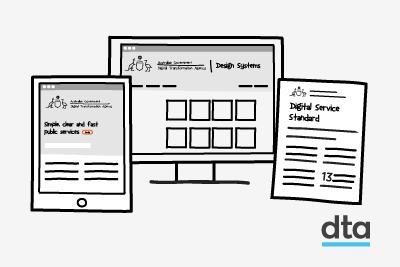 Australian Government
Digital Transformation Agency
Design Systems
Australian Government
Digital Transformation Agency
Simple, clear and fast
public services
Digital Service
Standard
13
dta